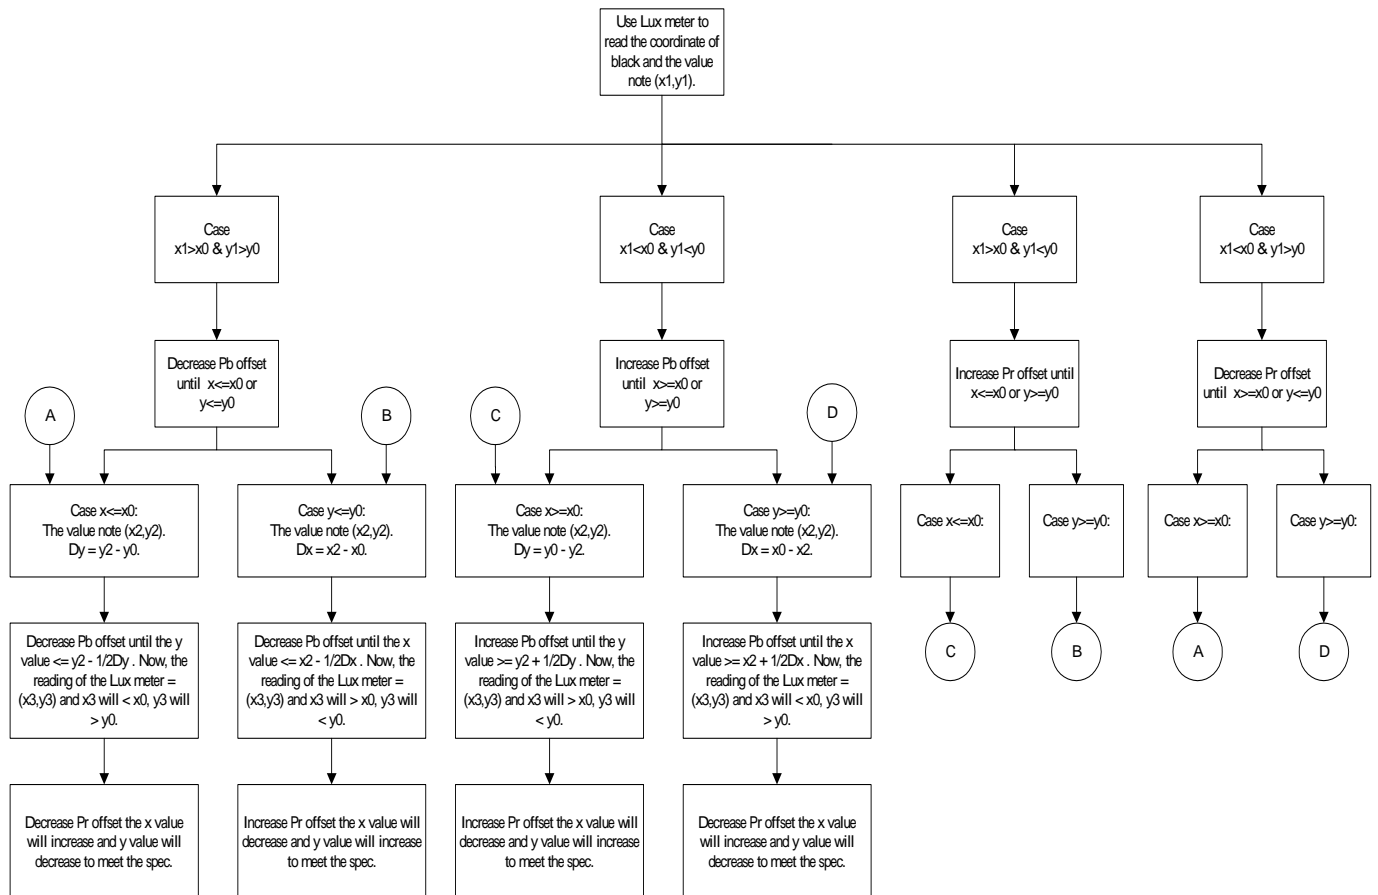 Use Lux meter to
read the coordinate of
black and the value
note (x1,y1).
Case
x1>x0 & y1>y0
Case
x1<x0 & y1<y0
Case
x1>x0 & y1<y0
Case
x1<x0 & y1>y0
Decrease Pb offset
until x<=x0 or
y<=y0
Increase Pb offset
until x>=x0 or
y>=y0
Increase Pr offset until
x<=x0 or y>=y0
Decrease Pr offset
until x>=x0 or y<=y0
A
B
C
D
Case x<=x0:
The value note (x2,y2).
Dy = y2 - y0.
Case y<=y0:
The value note (x2,y2).
Dx = x2 - x0.
Case x>=x0:
The value note (x2,y2).
Dy = y0 - y2.
Case y>=y0:
The value note (x2,y2).
Dx = x0 - x2.
Case x<=x0:
Case y>=y0:
Case x>=x0:
Case y>=y0:
Decrease Pb offset until the y
value <= y2 - 1/2Dy . Now, the
reading of the Lux meter =
(x3,y3) and x3 will < x0, y3 will
> y0.
Decrease Pb offset until the x
value <= x2 - 1/2Dx . Now, the
reading of the Lux meter =
(x3,y3) and x3 will > x0, y3 will
< y0.
Increase Pb offset until the y
value >= y2 + 1/2Dy . Now, the
reading of the Lux meter =
(x3,y3) and x3 will > x0, y3 will
< y0.
Increase Pb offset until the x
value >= x2 + 1/2Dx . Now, the
reading of the Lux meter =
(x3,y3) and x3 will < x0, y3 will
> y0.
C
B
A
D
Decrease Pr offset the x value
will increase and y value will
decrease to meet the spec.
Increase Pr offset the x value will
decrease and y value will increase
to meet the spec.
Increase Pr offset the x value will
decrease and y value will increase
to meet the spec.
Decrease Pr offset the x value
will increase and y value will
decrease to meet the spec.